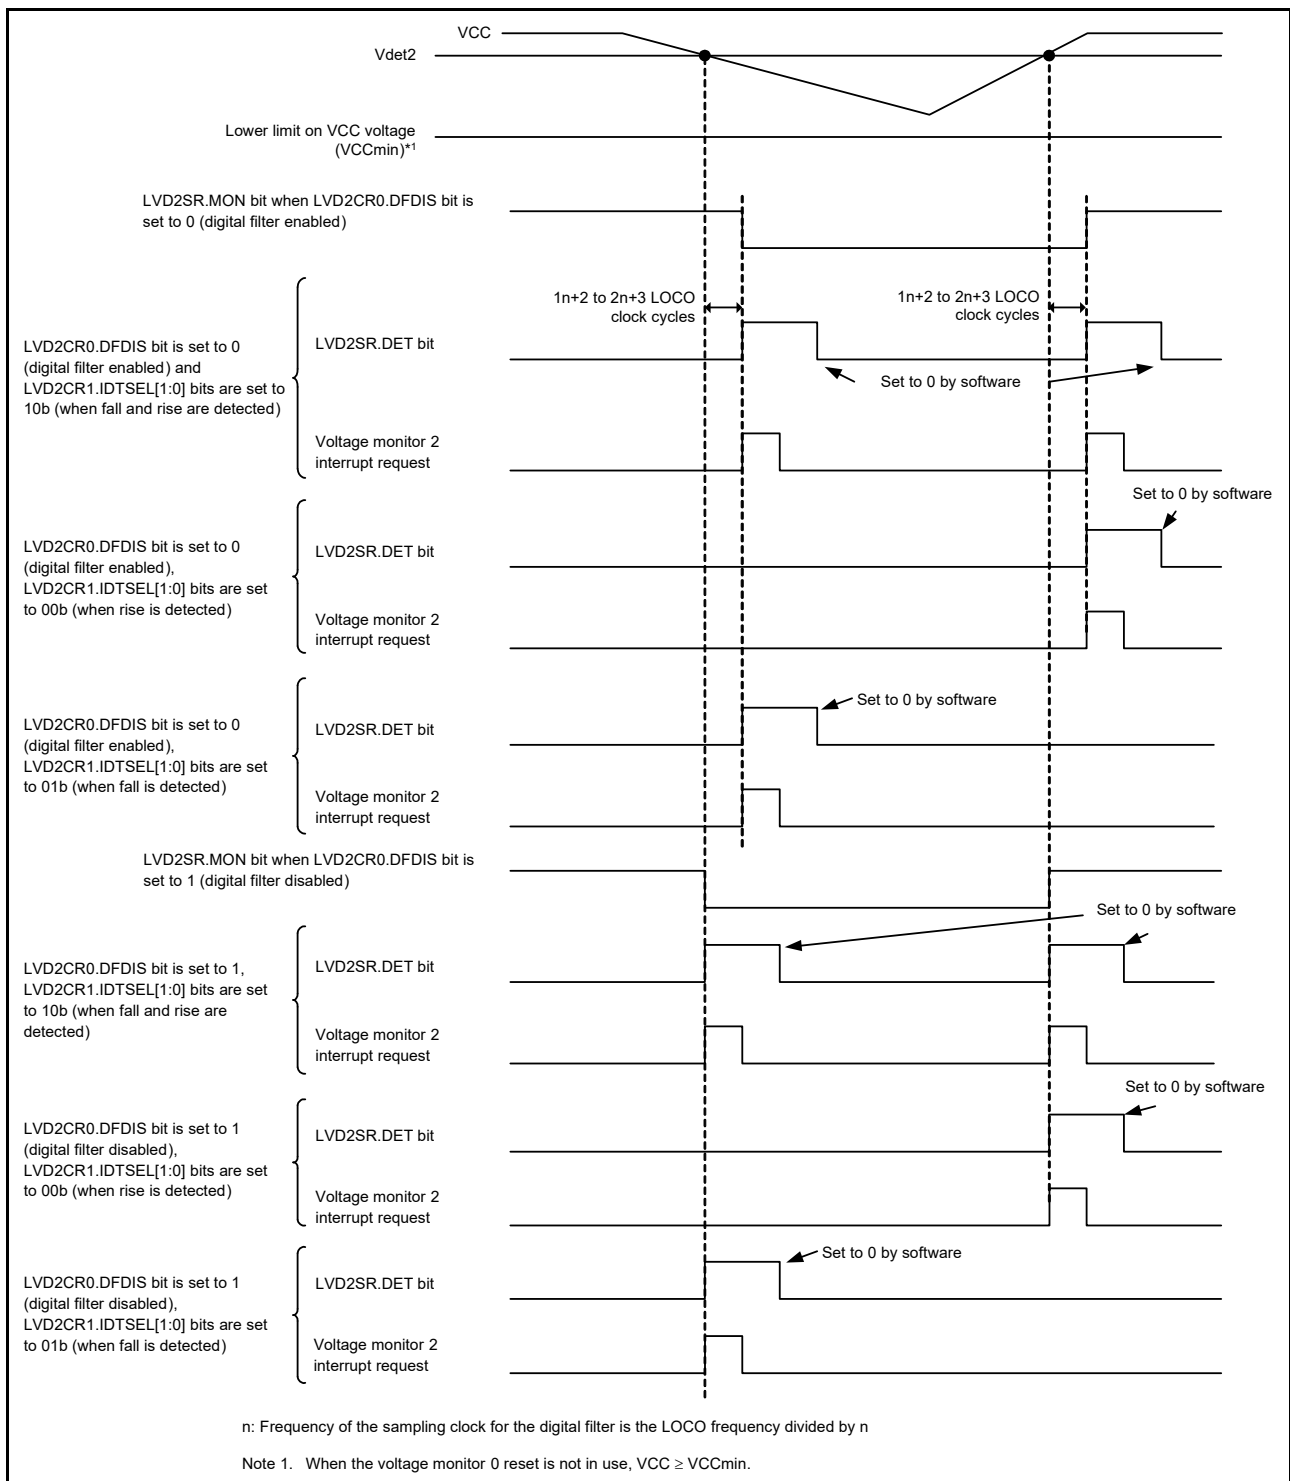 VCC
Vdet2
Lower limit on VCC voltage
(VCCmin)*1
LVD2SR.MON bit when LVD2CR0.DFDIS bit is
set to 0 (digital filter enabled)
1n+2 to 2n+3 LOCO
clock cycles
1n+2 to 2n+3 LOCO
clock cycles
LVD2CR0.DFDIS bit is set to 0
(digital filter enabled) and
LVD2CR1.IDTSEL[1:0] bits are set to
10b (when fall and rise are detected)
LVD2SR.DET bit
Set to 0 by software
Voltage monitor 2
interrupt request
Set to 0 by software
LVD2CR0.DFDIS bit is set to 0
(digital filter enabled),
LVD2CR1.IDTSEL[1:0] bits are set
to 00b (when rise is detected)
LVD2SR.DET bit
Voltage monitor 2
interrupt request
Set to 0 by software
LVD2CR0.DFDIS bit is set to 0
(digital filter enabled),
LVD2CR1.IDTSEL[1:0] bits are set
to 01b (when fall is detected)
LVD2SR.DET bit
Voltage monitor 2
interrupt request
LVD2SR.MON bit when LVD2CR0.DFDIS bit is
set to 1 (digital filter disabled)
Set to 0 by software
LVD2CR0.DFDIS bit is set to 1,
LVD2CR1.IDTSEL[1:0] bits are set
to 10b (when fall and rise are
detected)
LVD2SR.DET bit
Voltage monitor 2
interrupt request
Set to 0 by software
LVD2CR0.DFDIS bit is set to 1
(digital filter disabled),
LVD2CR1.IDTSEL[1:0] bits are set
to 00b (when rise is detected)
LVD2SR.DET bit
Voltage monitor 2
interrupt request
Set to 0 by software
LVD2CR0.DFDIS bit is set to 1
(digital filter disabled),
LVD2CR1.IDTSEL[1:0] bits are set
to 01b (when fall is detected)
LVD2SR.DET bit
Voltage monitor 2
interrupt request
n: Frequency of the sampling clock for the digital filter is the LOCO frequency divided by n
Note 1. When the voltage monitor 0 reset is not in use, VCC ≥ VCCmin.